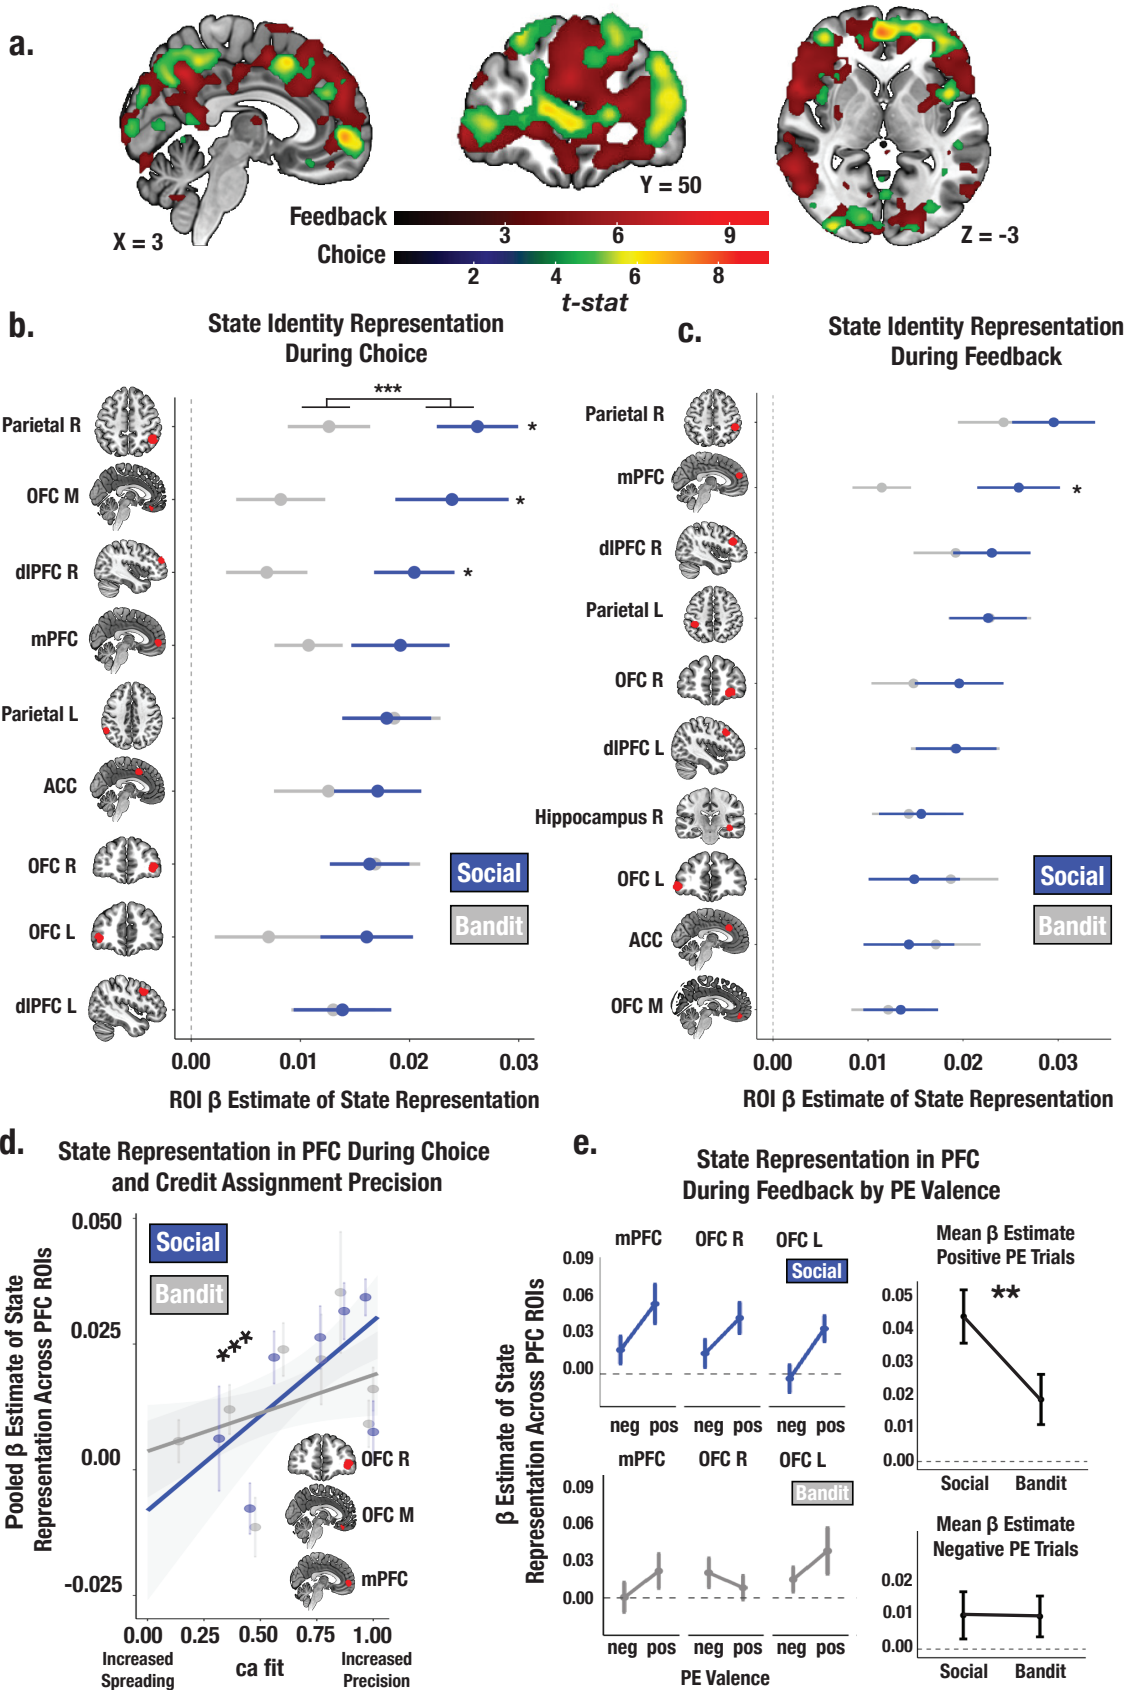 a.
X = 3
Y = 50
Z = -3
Feedback
3 6 9
Choice
2 4 6 8
t-stat
b.
State Identity Representation
During Choice
***
Parietal R
*
OFC M
*
dlPFC R
*
mPFC
Parietal L
ACC
OFC R
OFC L
dlPFC L
Social
Bandit
0.00 0.01 0.02 0.03
ROI β Estimate of State Representation
c.
State Identity Representation
During Feedback
Parietal R
mPFC
*
dlPFC R
Parietal L
OFC R
dlPFC L
Hippocampus R
OFC L
ACC
OFC M
Social
Bandit
0.00 0.01 0.02 0.03
ROI β Estimate of State Representation
d.
State Representation in PFC During Choice
and Credit Assignment Precision
Pooled β Estimate of State
Representation Across PFC ROIs
0.050
0.025
0.00
-0.025
Social
Bandit
***
OFC R
OFC M
mPFC
0.00 0.25 0.50 0.75 1.00
Increased
Spreading
ca fit
Increased
Precision
e.
State Representation in PFC
During Feedback by PE Valence
β Estimate of State
Representation Across PFC ROIs
mPFC OFC R OFC L
Social
0.09
0.06
0.03
0.00
neg pos neg pos neg pos
mPFC OFC R OFC L
Bandit
0.09
0.06
0.03
0.00
neg pos neg pos neg pos
PE Valence
Mean β Estimate
Positive PE Trials
**
0.05
0.04
0.03
0.02
0.01
0.00
Social Bandit
Mean β Estimate
Negative PE Trials
0.02
0.01
0.00
Social Bandit